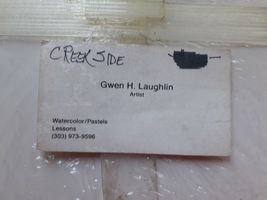 CREEKSIDE
Gwen H. Laughlin
Artist
Watercolor/Pastels
Lessons
(303) 973-9596